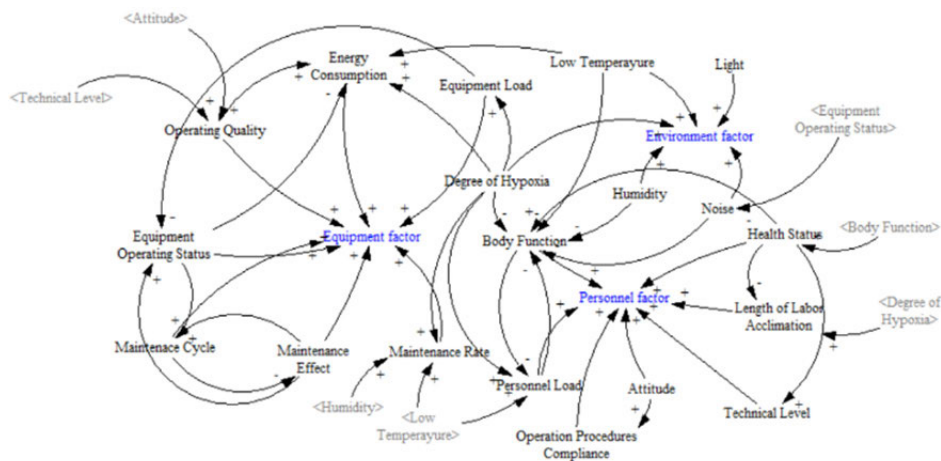 <Attitude>
Energy
Consumption
Low Temperayure
Light
<Technical Level>
Equipment Load
<Equipment
Operating Status>
Operating Quality
Environment factor
Degree of Hypoxia
Humidity
Noise
Equipment
Operating Status
Equipment factor
Body Function
Health Status
<Body Function>
Personnel factor
Length of Labor
Acclimation
<Degree of
Hypoxia>
Maintenace Cycle
Maintenance
Effect
Maintenance Rate
Personnel Load
Attitude
<Humidity>
<Low
Temperayure>
Technical Level
Operation Procedures
Compliance